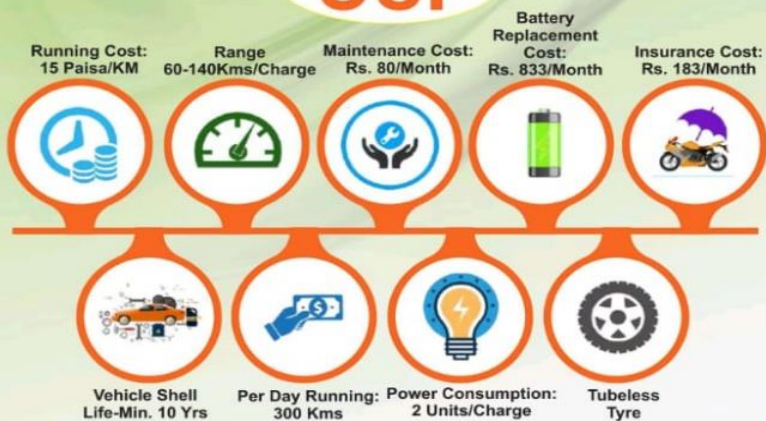 Running Cost:
15 Paisa/KM
Range
60-140Kms/Charge
Maintenance Cost:
Rs. 80/Month
Battery
Replacement
Cost:
Rs. 833/Month
Insurance Cost:
Rs. 183/Month
Vehicle Shell
Life-Min. 10 Yrs
Per Day Running:
300 Kms
Power Consumption:
2 Units/Charge
Tubeless
Tyre